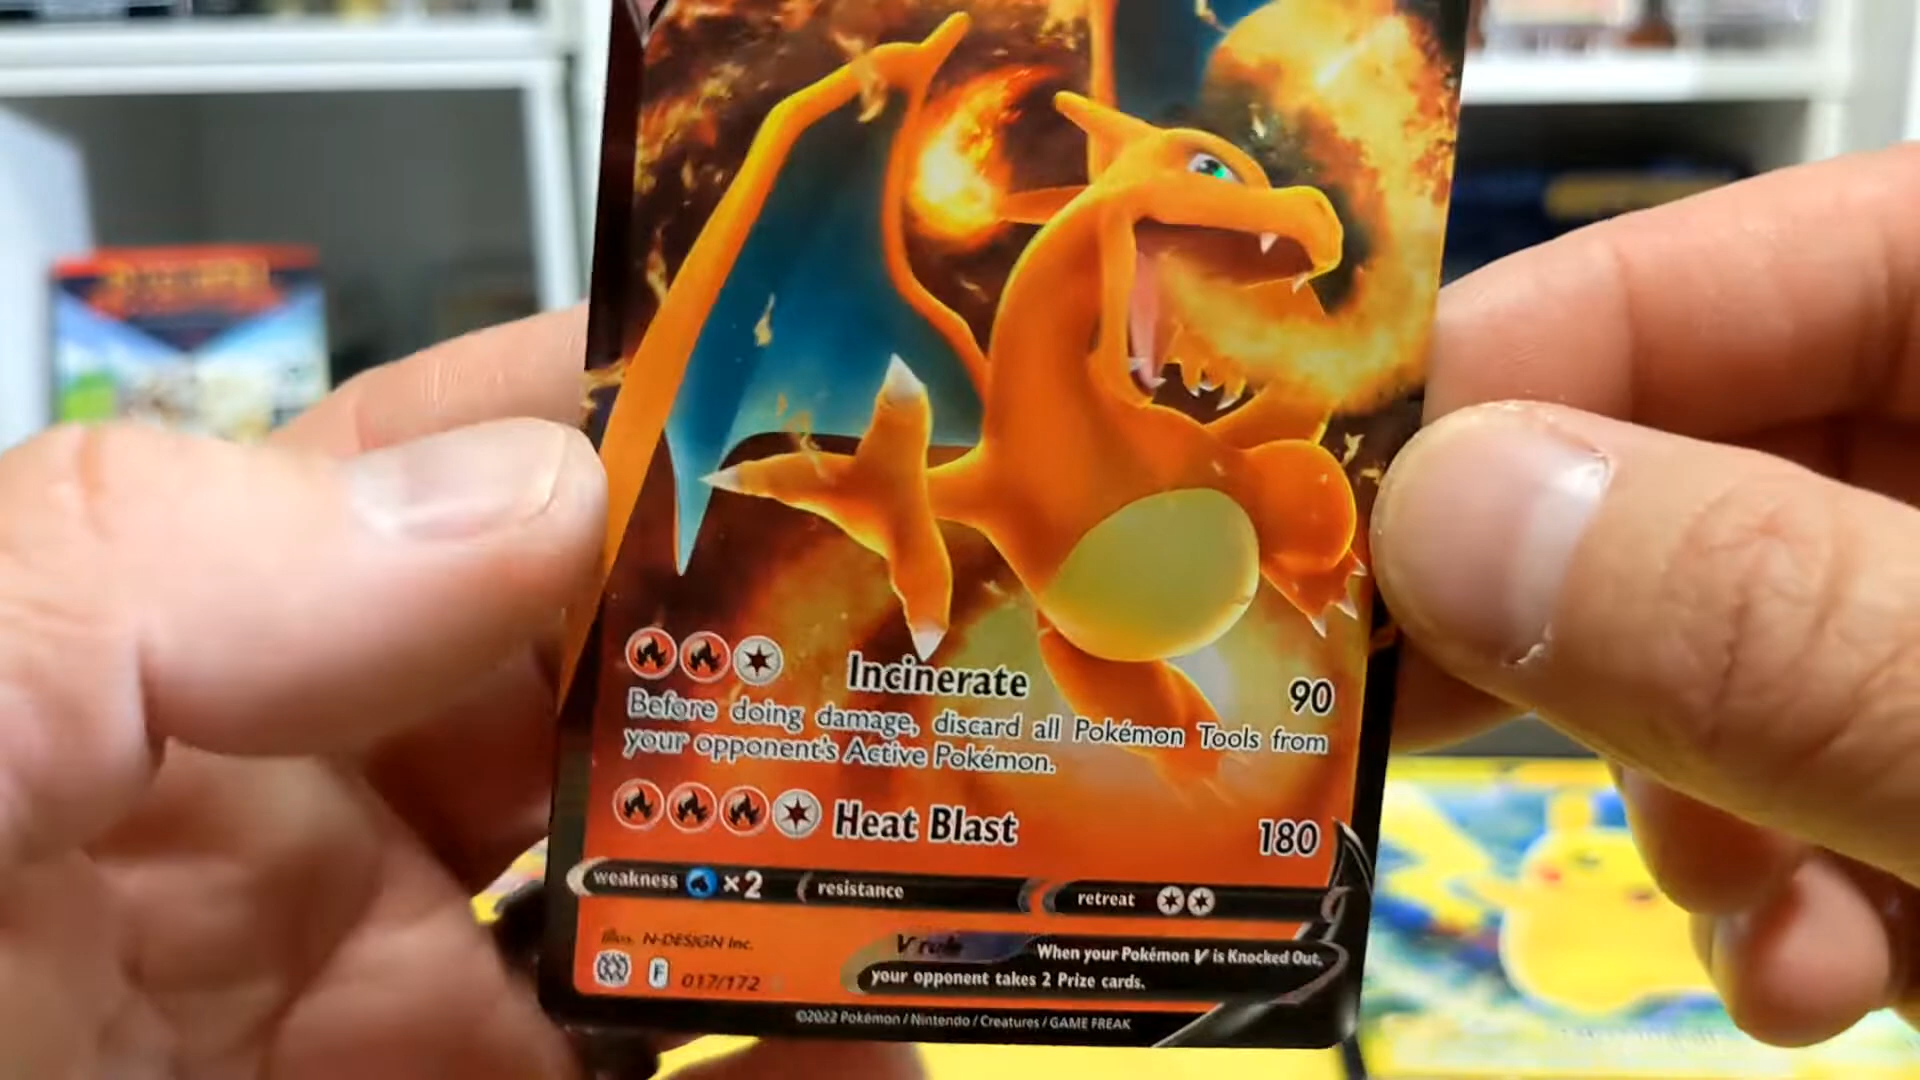 Incinerate 90
Before doing damage, discard all Pokémon Tools from
your opponent's Active Pokémon.
Heat Blast 180
weakness ×2 resistance retreat
Illus. N-DESIGN Inc.
V rule When your Pokémon V is Knocked Out,
your opponent takes 2 Prize cards.
F 017/172
©2022 Pokémon / Nintendo / Creatures / GAME FREAK